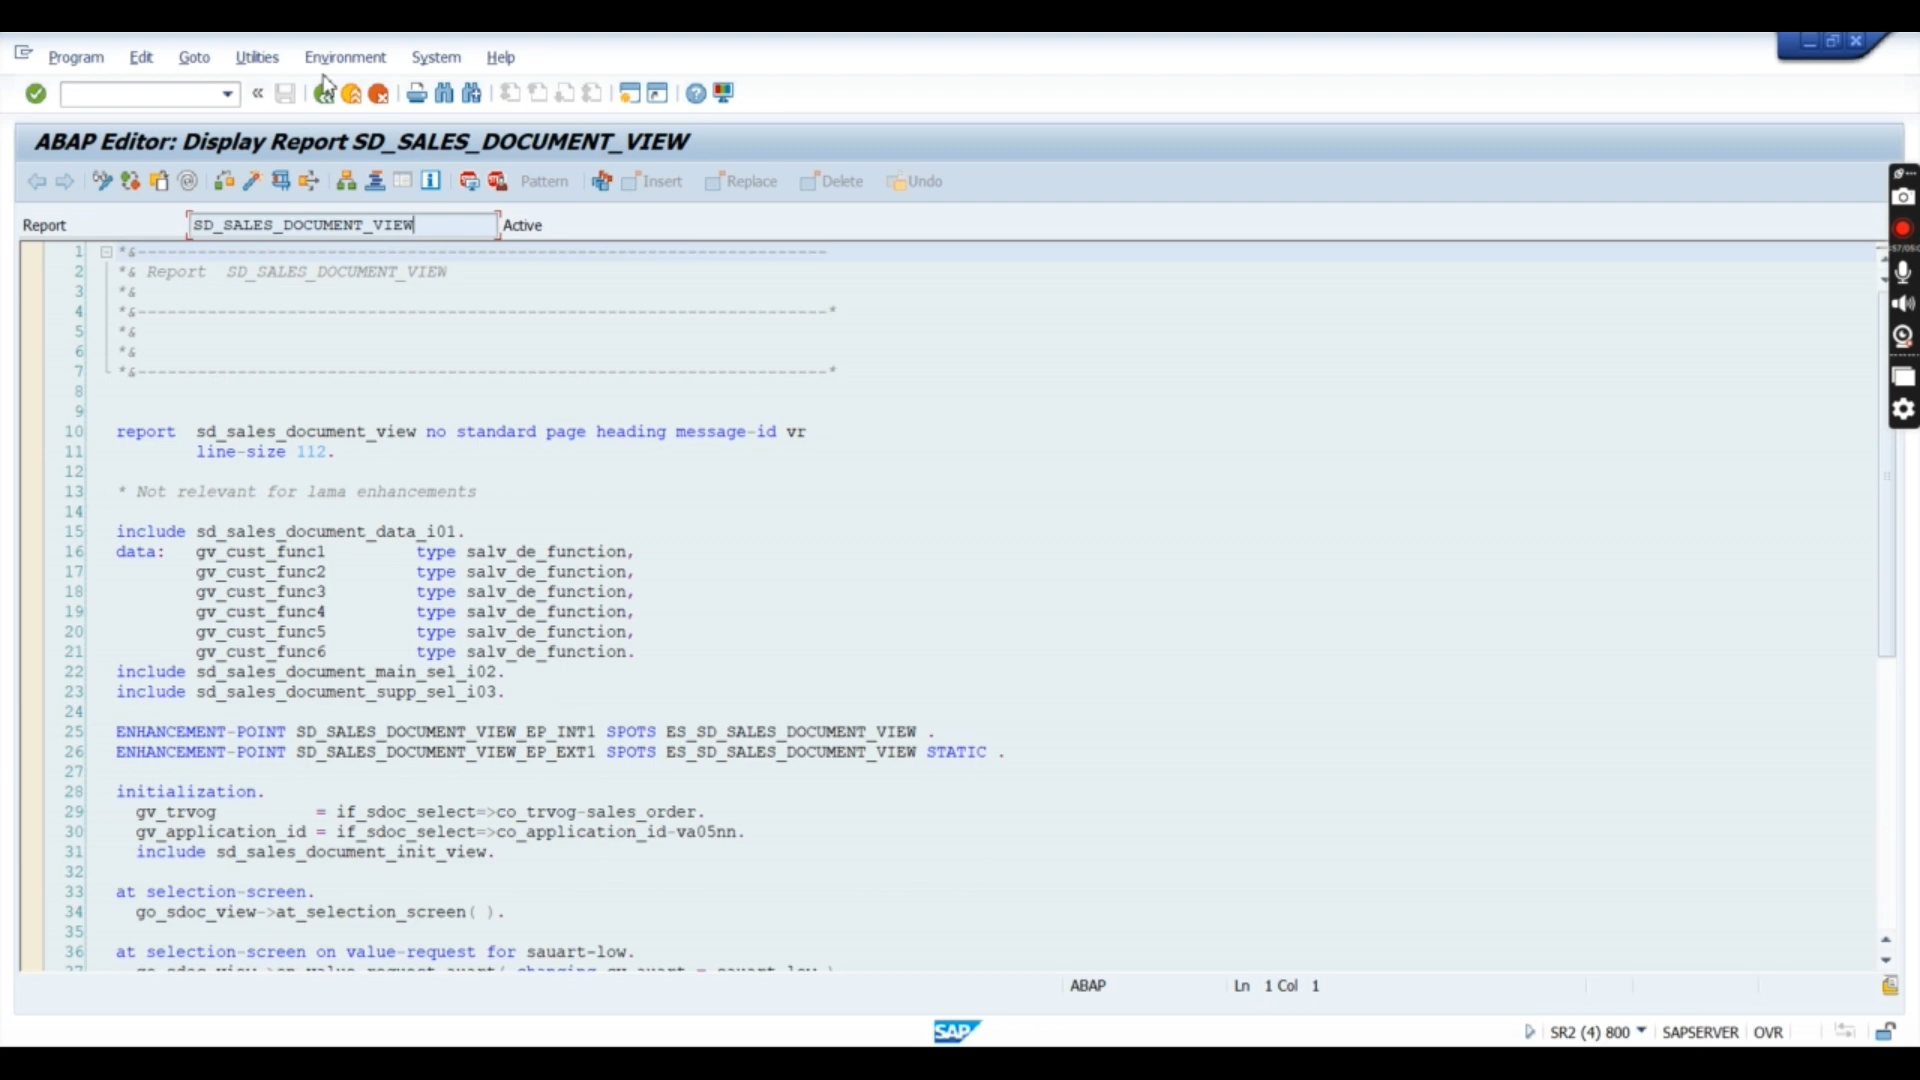 Program Edit Goto Utilities Environment System Help
ABAP Editor: Display Report SD_SALES_DOCUMENT_VIEW
Pattern Insert Replace Delete Undo
Report SD_SALES_DOCUMENT_VIEW Active
1 *&---------------------------------------------------------------------
2 *& Report  SD_SALES_DOCUMENT_VIEW
3 *&
4 *&---------------------------------------------------------------------*
5 *&
6 *&
7 *&---------------------------------------------------------------------*
8
9
10 report  sd_sales_document_view no standard page heading message-id vr
11         line-size 112.
12
13 * Not relevant for lama enhancements
14
15 include sd_sales_document_data_i01.
16 data:   gv_cust_func1         type salv_de_function,
17         gv_cust_func2         type salv_de_function,
18         gv_cust_func3         type salv_de_function,
19         gv_cust_func4         type salv_de_function,
20         gv_cust_func5         type salv_de_function,
21         gv_cust_func6         type salv_de_function.
22 include sd_sales_document_main_sel_i02.
23 include sd_sales_document_supp_sel_i03.
24
25 ENHANCEMENT-POINT SD_SALES_DOCUMENT_VIEW_EP_INT1 SPOTS ES_SD_SALES_DOCUMENT_VIEW .
26 ENHANCEMENT-POINT SD_SALES_DOCUMENT_VIEW_EP_EXT1 SPOTS ES_SD_SALES_DOCUMENT_VIEW STATIC .
27
28 initialization.
29   gv_trvog          = if_sdoc_select=>co_trvog-sales_order.
30   gv_application_id = if_sdoc_select=>co_application_id-va05nn.
31   include sd_sales_document_init_view.
32
33 at selection-screen.
34   go_sdoc_view->at_selection_screen( ).
35
36 at selection-screen on value-request for sauart-low.
ABAP Ln 1 Col 1
SAP
SR2 (4) 800 SAPSERVER OVR